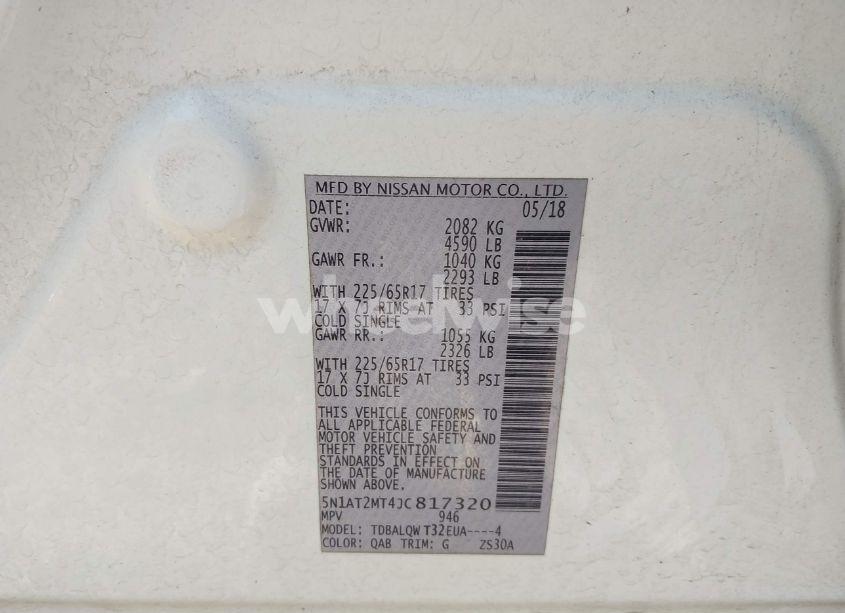 MFD BY NISSAN MOTOR CO., LTD.
DATE: 05/18
GVWR: 2082 KG
4590 LB
GAWR FR.: 1040 KG
2293 LB
WITH 225/65R17 TIRES
17 X 7J RIMS AT 33 PSI
COLD SINGLE
GAWR RR.: 1055 KG
2326 LB
WITH 225/65R17 TIRES
17 X 7J RIMS AT 33 PSI
COLD SINGLE
THIS VEHICLE CONFORMS TO
ALL APPLICABLE FEDERAL
MOTOR VEHICLE SAFETY AND
THEFT PREVENTION
STANDARDS IN EFFECT ON
THE DATE OF MANUFACTURE
SHOWN ABOVE.
5N1AT2MT4JC817320
MPV 946
MODEL: TDBALQW T32EUA----4
COLOR: QAB TRIM: G ZS30A
wheelwise